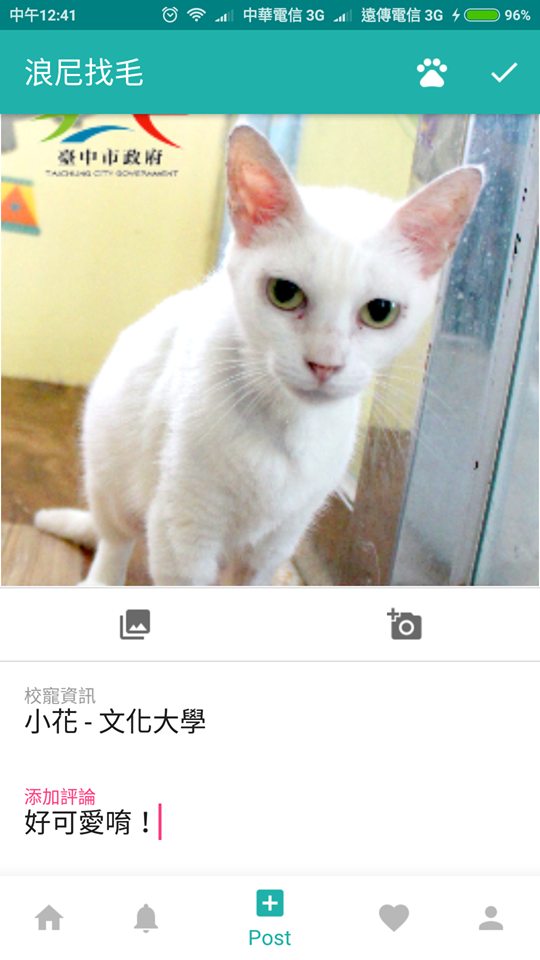 中午12:41 中華電信 3G 遠傳電信 3G 96%
浪尼找毛
臺中市政府
TAICHUNG CITY GOVERNMENT
校寵資訊
小花 - 文化大學
添加評論
好可愛唷！
Post